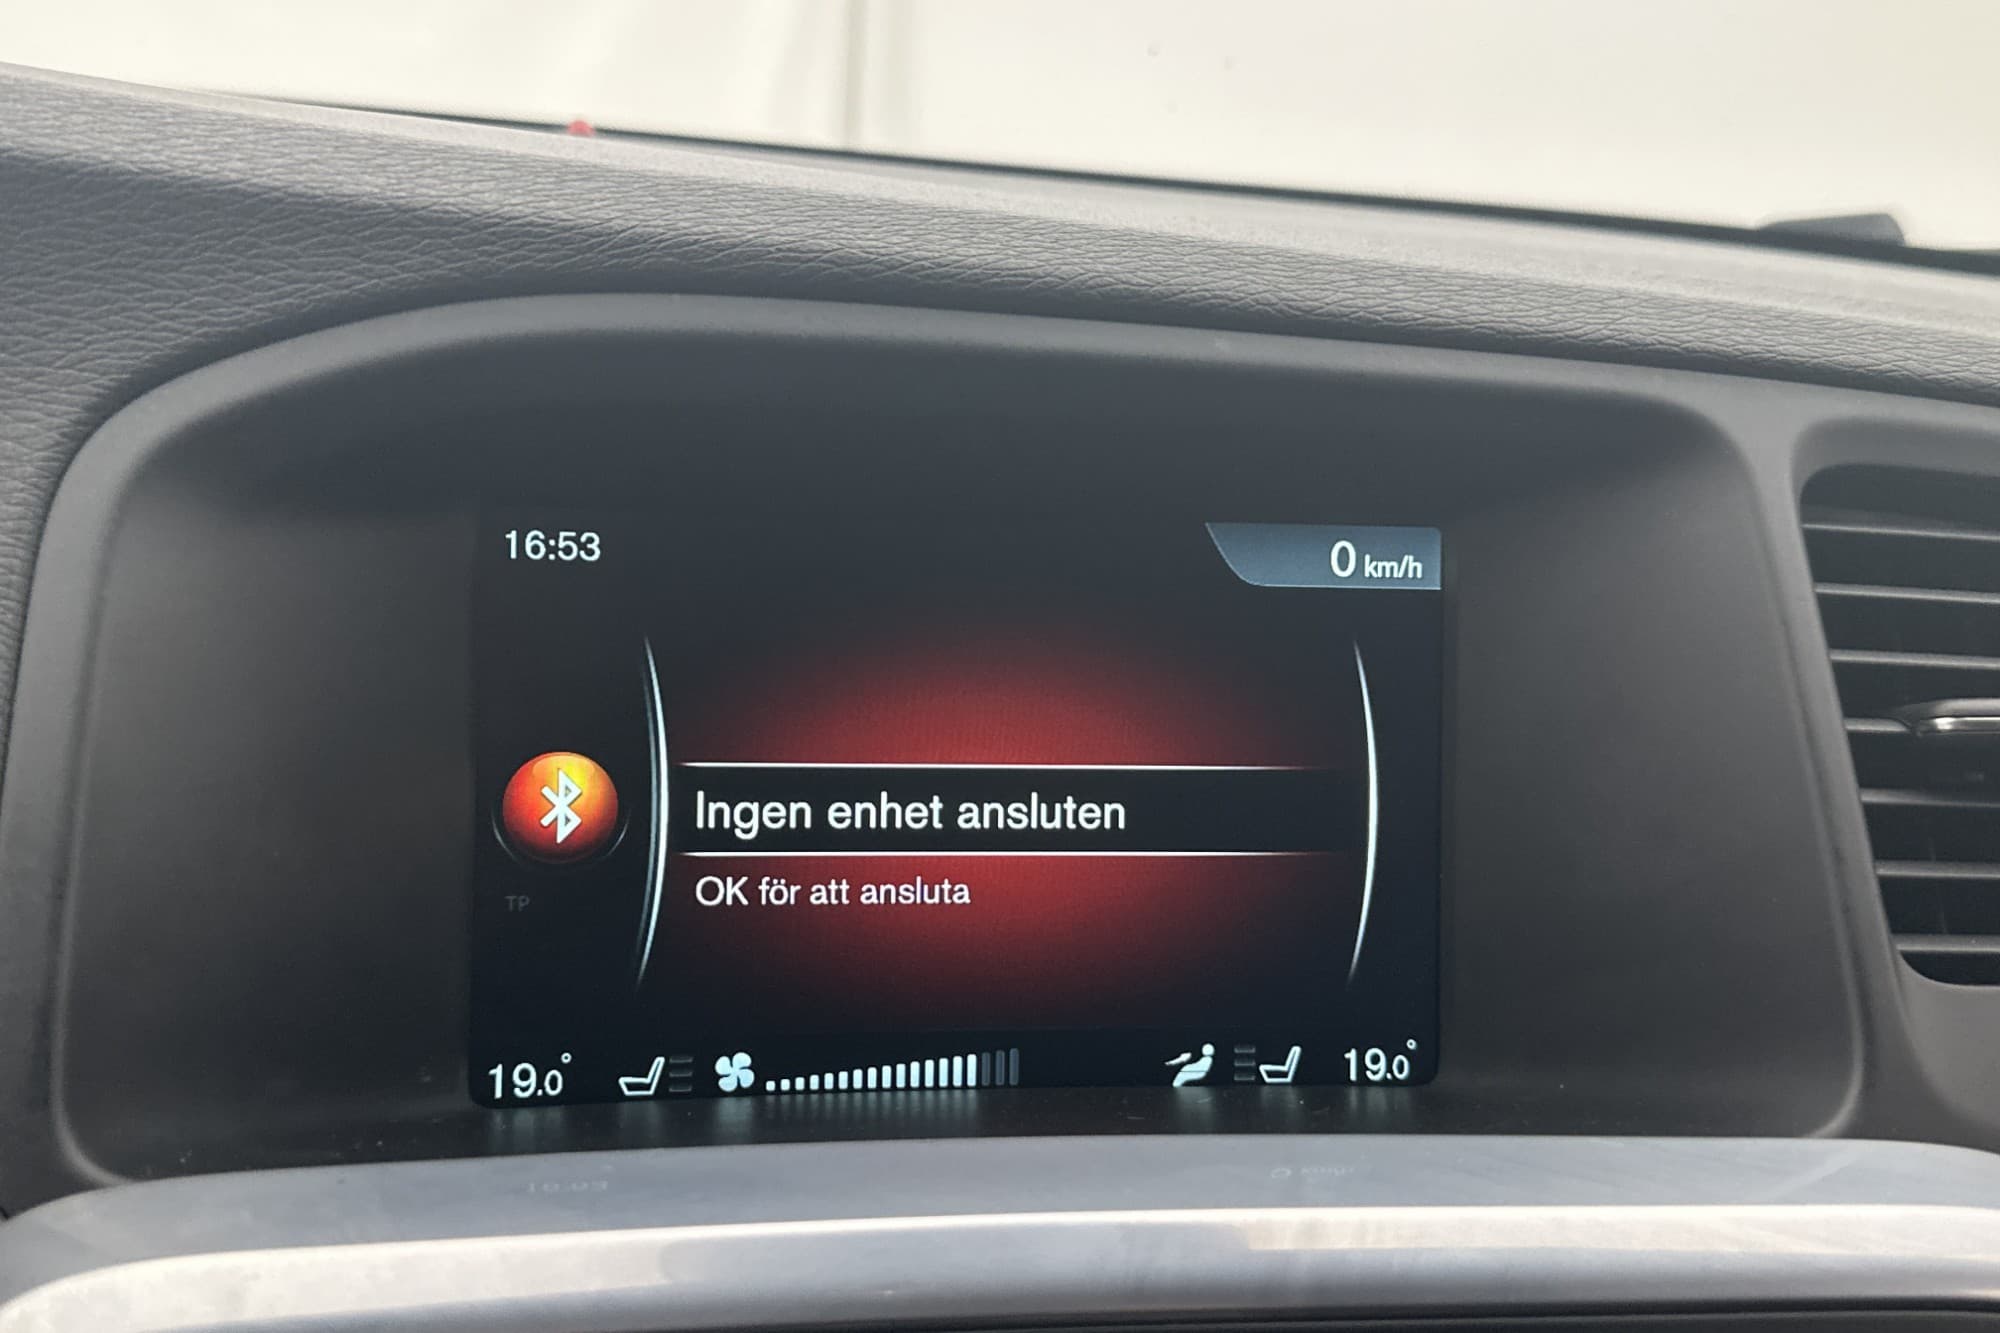 16:53
0 km/h
Ingen enhet ansluten
OK för att ansluta
TP
19.0° 19.0°